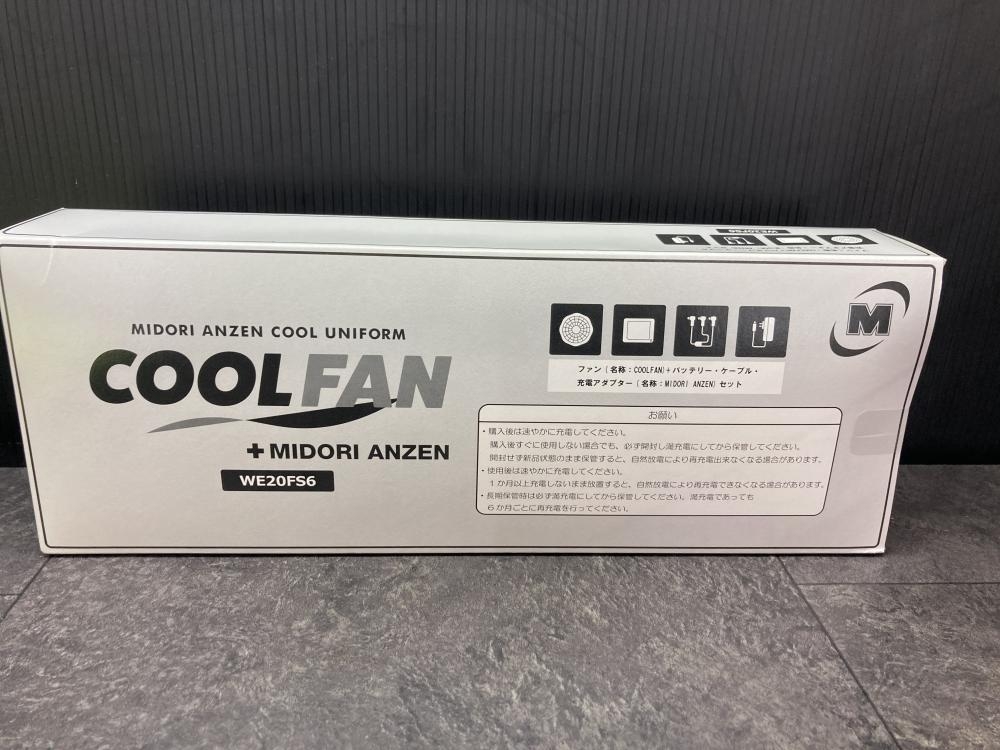 WE20FS6
MIDORI ANZEN COOL UNIFORM
COOLFAN
+MIDORI ANZEN
WE20FS6
M
ファン(名称:COOLFAN)+バッテリー・ケーブル・
充電アダプター(名称:MIDORI ANZEN)セット
お願い
・購入後は速やかに充電してください。
購入後すぐに使用しない場合でも、必ず開封し満充電にしてから保管してください。
開封せず新品状態のまま保管すると、自然放電により再充電出来なくなる場合があります。
・使用後は速やかに充電してください。
1か月以上充電しないまま放置すると、自然放電により再充電できなくなる場合があります。
・長期保管時は必ず満充電にしてから保管してください。満充電であっても
6か月ごとに再充電を行ってください。